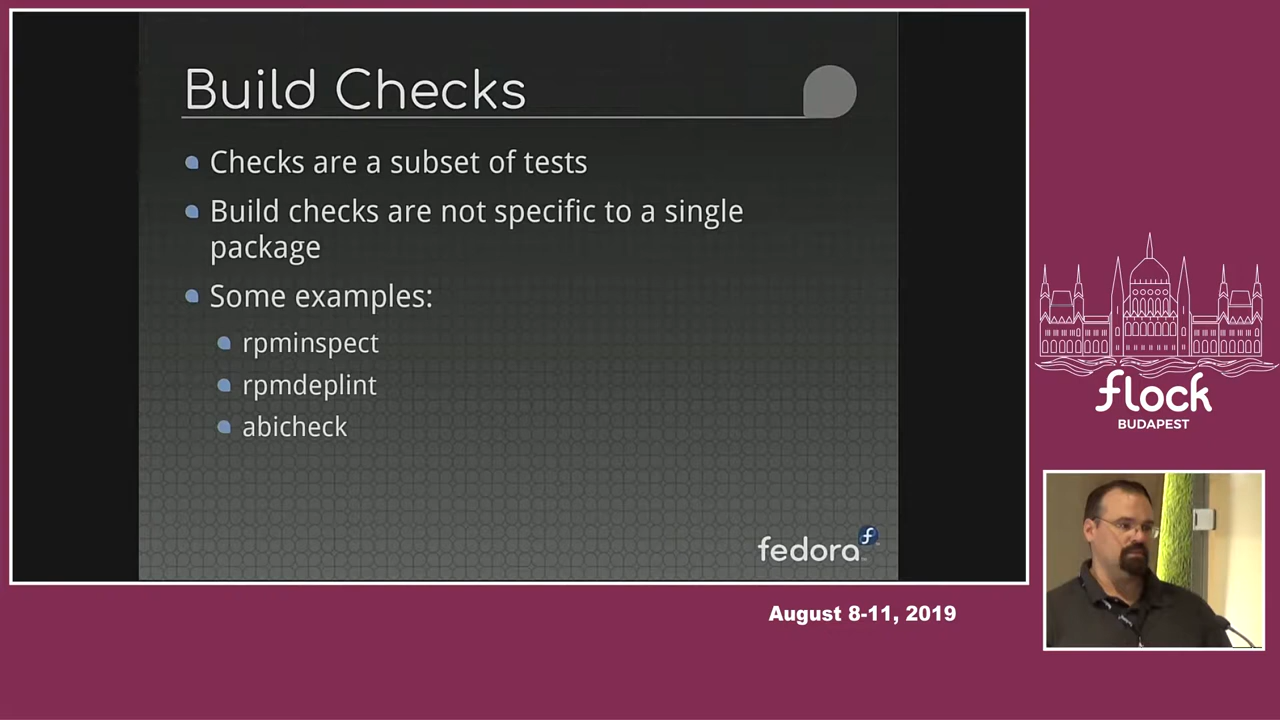 Build Checks
Checks are a subset of tests
Build checks are not specific to a single
package
Some examples:
rpminspect
rpmdeplint
abicheck
fedora
flock
BUDAPEST
August 8-11, 2019